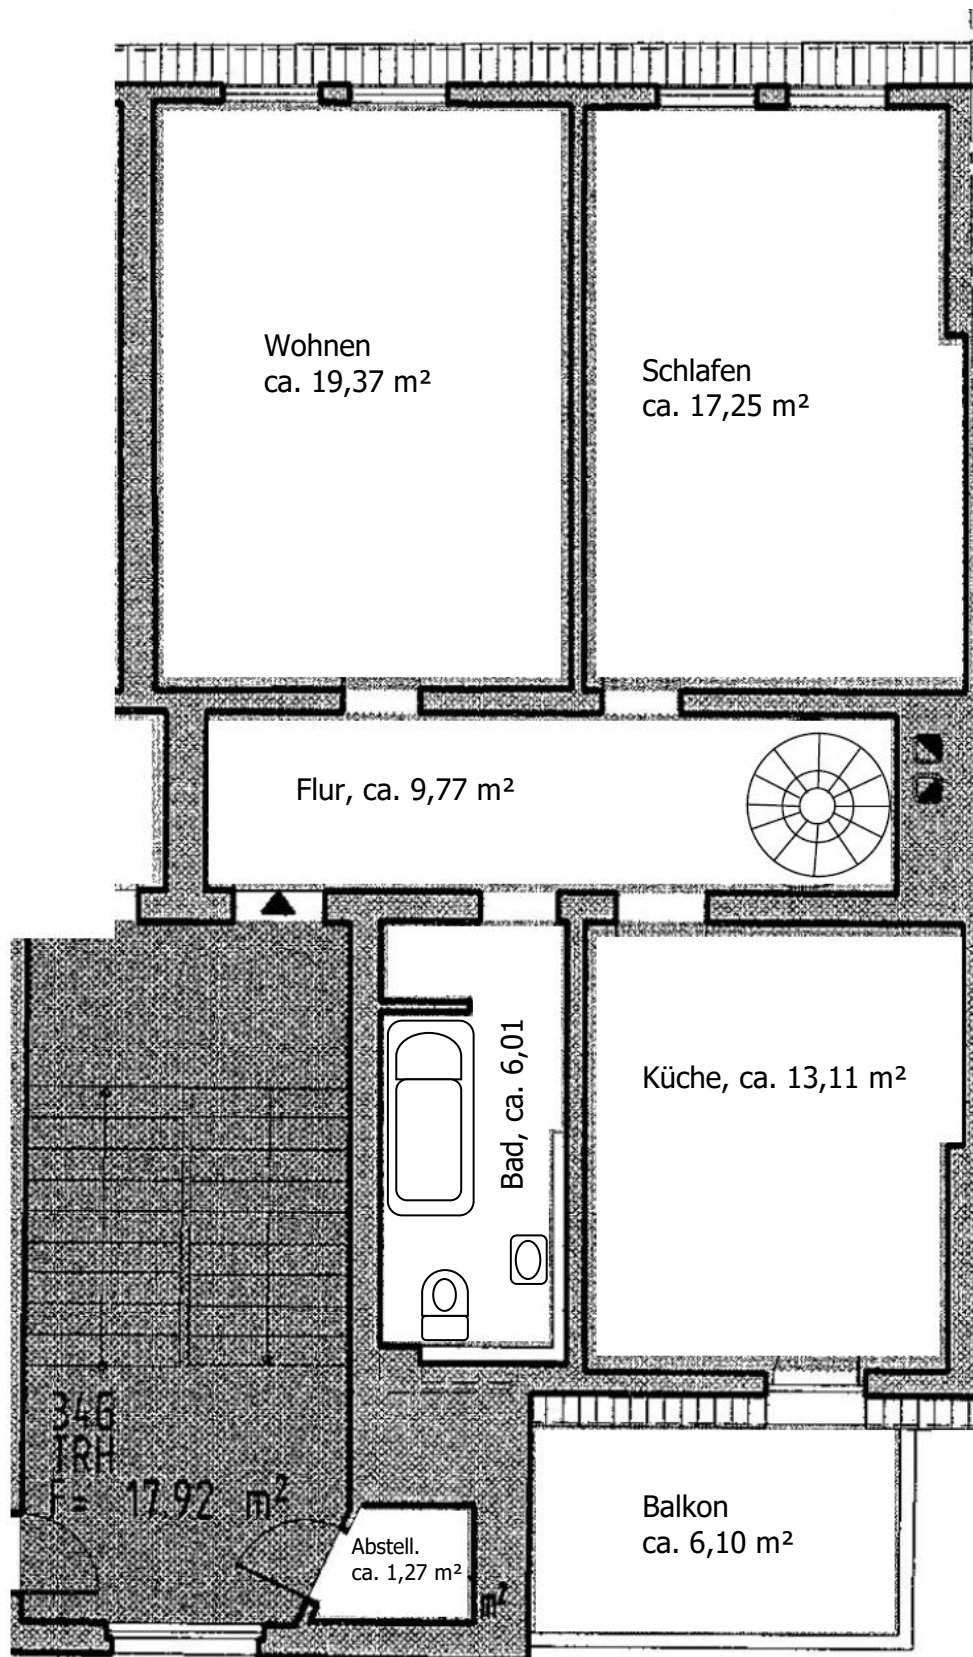 Wohnen
ca. 19,37 m²
Schlafen
ca. 17,25 m²
Flur, ca. 9,77 m²
Bad, ca. 6,01
Küche, ca. 13,11 m²
346
TRH
F= 17.92 m²
Abstell.
ca. 1,27 m²
m²
Balkon
ca. 6,10 m²